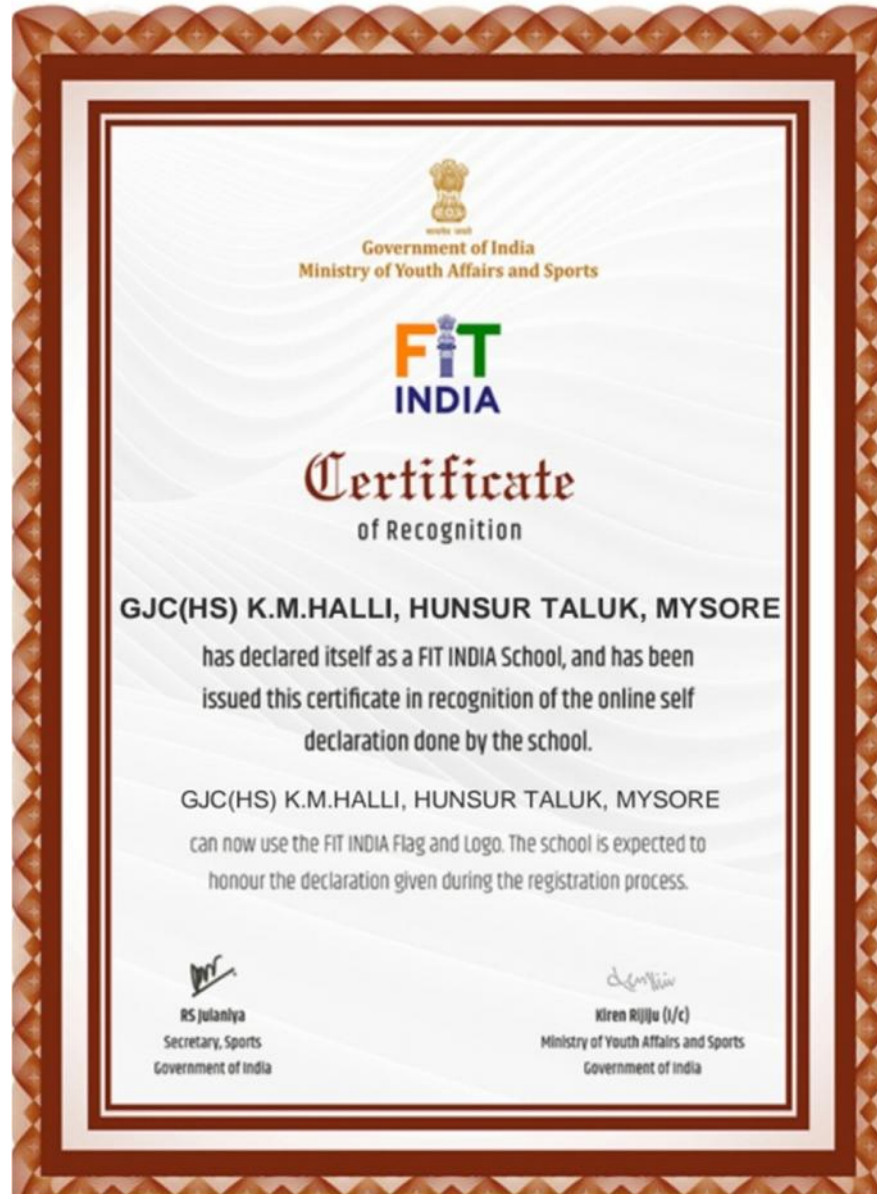 सत्यमेव जयते
Government of India
Ministry of Youth Affairs and Sports
FIT
INDIA
Certificate
of Recognition
GJC(HS) K.M.HALLI, HUNSUR TALUK, MYSORE
has declared itself as a FIT INDIA School, and has been
issued this certificate in recognition of the online self
declaration done by the school.
GJC(HS) K.M.HALLI, HUNSUR TALUK, MYSORE
can now use the FIT INDIA Flag and Logo. The school is expected to
honour the declaration given during the registration process.
RS Julaniya
Secretary, Sports
Government of India
Kiren Rijiju (I/c)
Ministry of Youth Affairs and Sports
Government of India